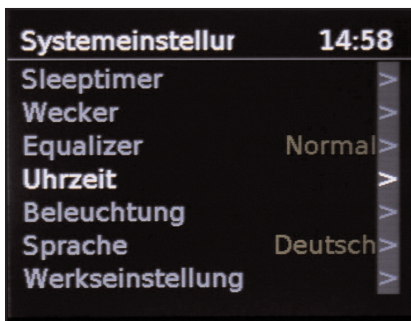 Systemeinstellur 14:58
Sleeptimer >
Wecker >
Equalizer Normal >
Uhrzeit >
Beleuchtung >
Sprache Deutsch >
Werkseinstellung >